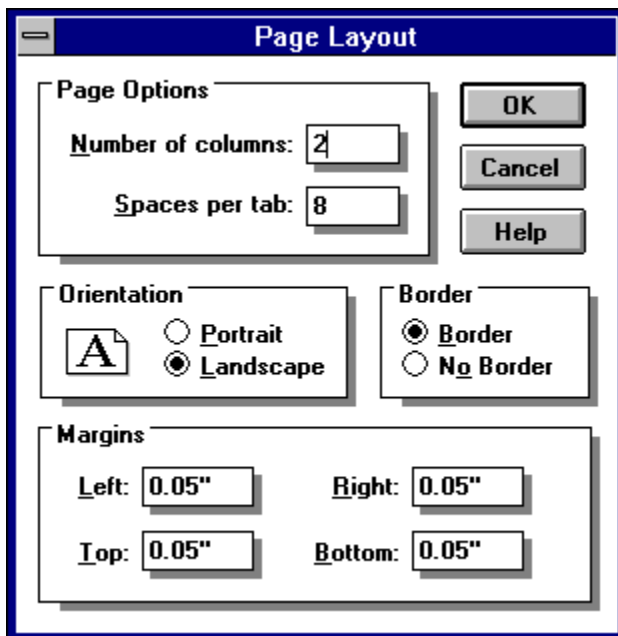 Page Layout
Page Options
Number of columns: 2
Spaces per tab: 8
OK
Cancel
Help
Orientation
A
Portrait
Landscape
Border
Border
No Border
Margins
Left: 0.05" Right: 0.05"
Top: 0.05" Bottom: 0.05"